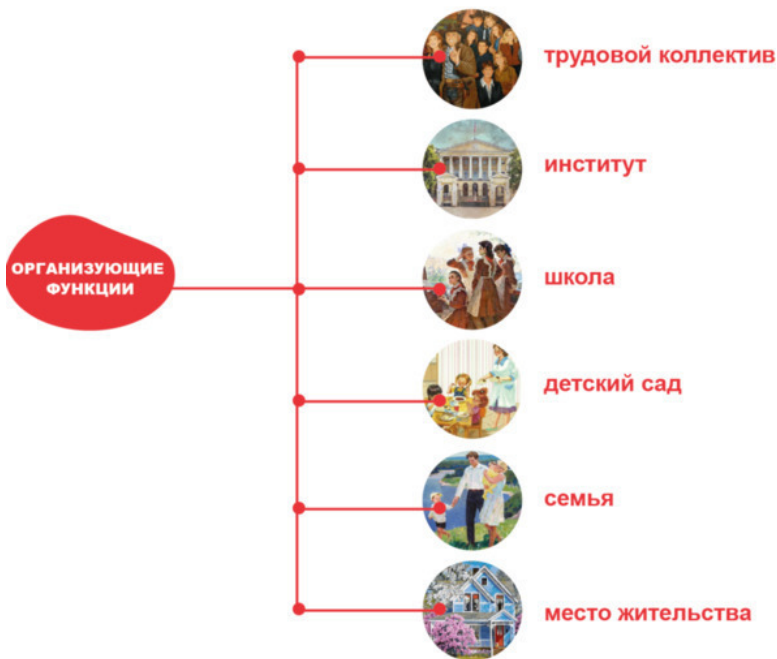 трудовой коллектив
институт
ОРГАНИЗУЮЩИЕ
ФУНКЦИИ
школа
детский сад
семья
место жительства